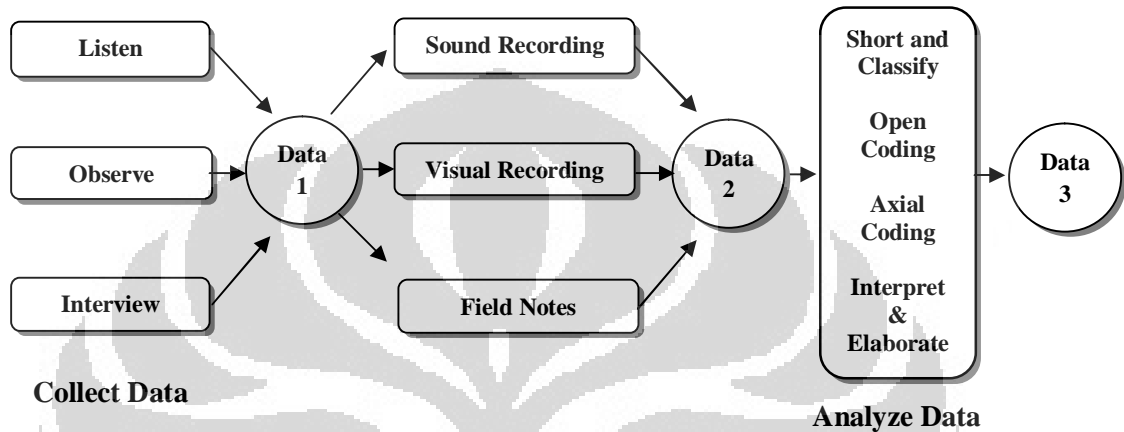 Listen
Observe
Interview
Collect Data
Data
1
Sound Recording
Visual Recording
Field Notes
Data
2
Short and
Classify
Open
Coding
Axial
Coding
Interpret
&
Elaborate
Analyze Data
Data
3